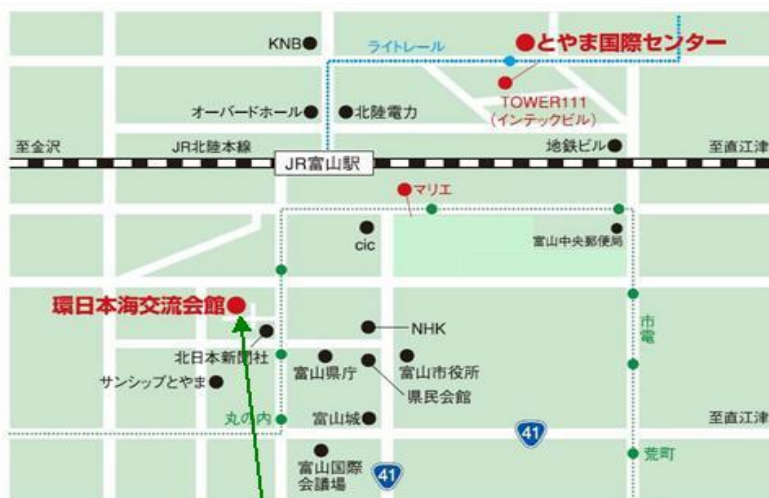 KNB
ライトレール
とやま国際センター
オーバードホール
北陸電力
TOWER111
(インテックビル)
至金沢
JR北陸本線
地鉄ビル
至直江津
JR富山駅
マリエ
cic
富山中央郵便局
環日本海交流会館
NHK
市電
北日本新聞社
富山県庁
富山市役所
サンシップとやま
県民会館
丸の内
富山城
至直江津
41
荒町
富山国際
会議場
41